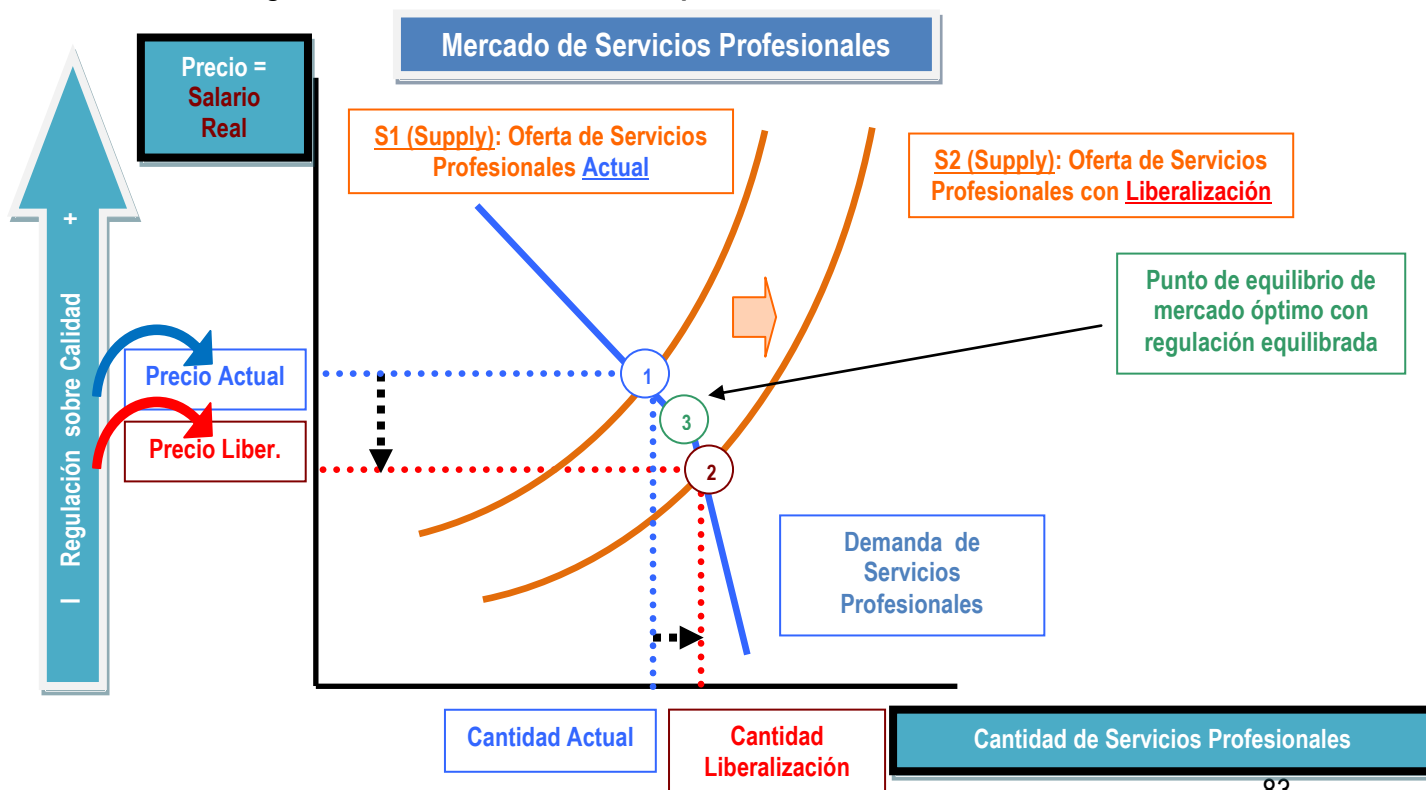 Mercado de Servicios Profesionales
Precio =
Salario
Real
S1 (Supply): Oferta de Servicios
Profesionales Actual
S2 (Supply): Oferta de Servicios
Profesionales con Liberalización
Punto de equilibrio de
mercado óptimo con
regulación equilibrada
I Regulación sobre Calidad +
Precio Actual
Precio Liber.
1
3
2
Demanda de
Servicios
Profesionales
Cantidad Actual
Cantidad
Liberalización
Cantidad de Servicios Profesionales